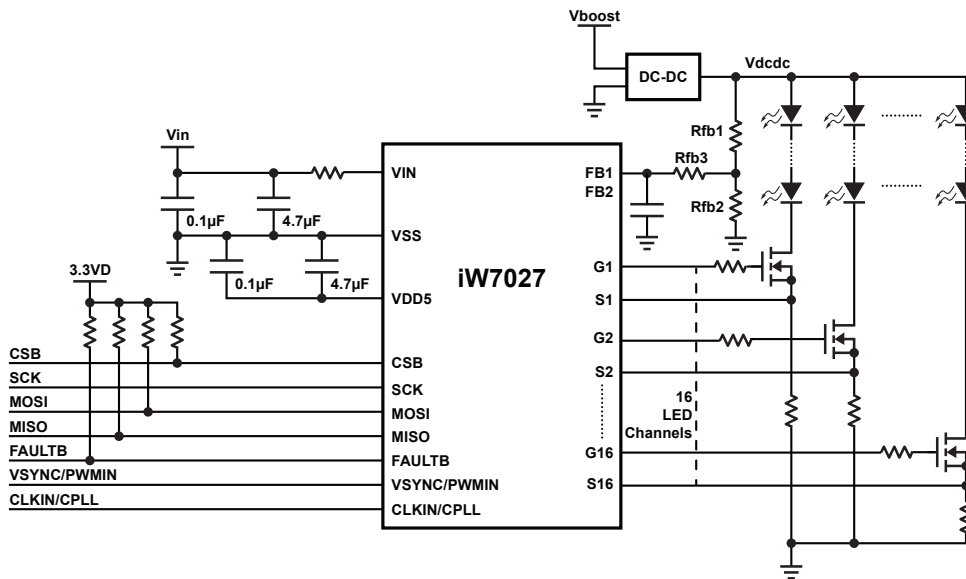 Vboost
DC-DC
Vdcdc
Rfb1
Rfb3
Rfb2
Vin
0.1µF
4.7µF
0.1µF
4.7µF
3.3VD
CSB
SCK
MOSI
MISO
FAULTB
VSYNC/PWMIN
CLKIN/CPLL
VIN
VSS
VDD5
CSB
SCK
MOSI
MISO
FAULTB
VSYNC/PWMIN
CLKIN/CPLL
iW7027
FB1
FB2
G1
S1
G2
S2
G16
S16
16
LED
Channels